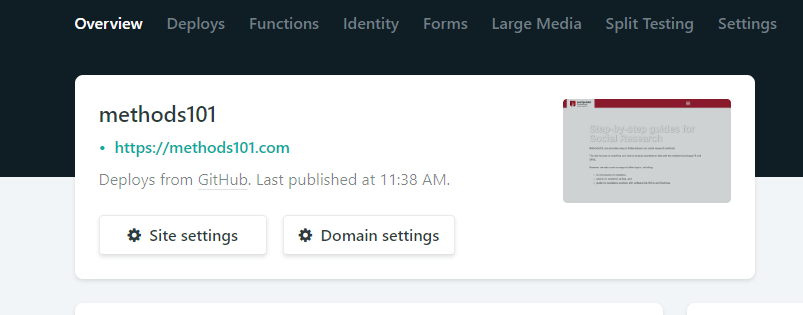 Overview Deploys Functions Identity Forms Large Media Split Testing Settings
methods101
• https://methods101.com
Deploys from GitHub. Last published at 11:38 AM.
Site settings Domain settings
Step-by-step guides for
Social Research